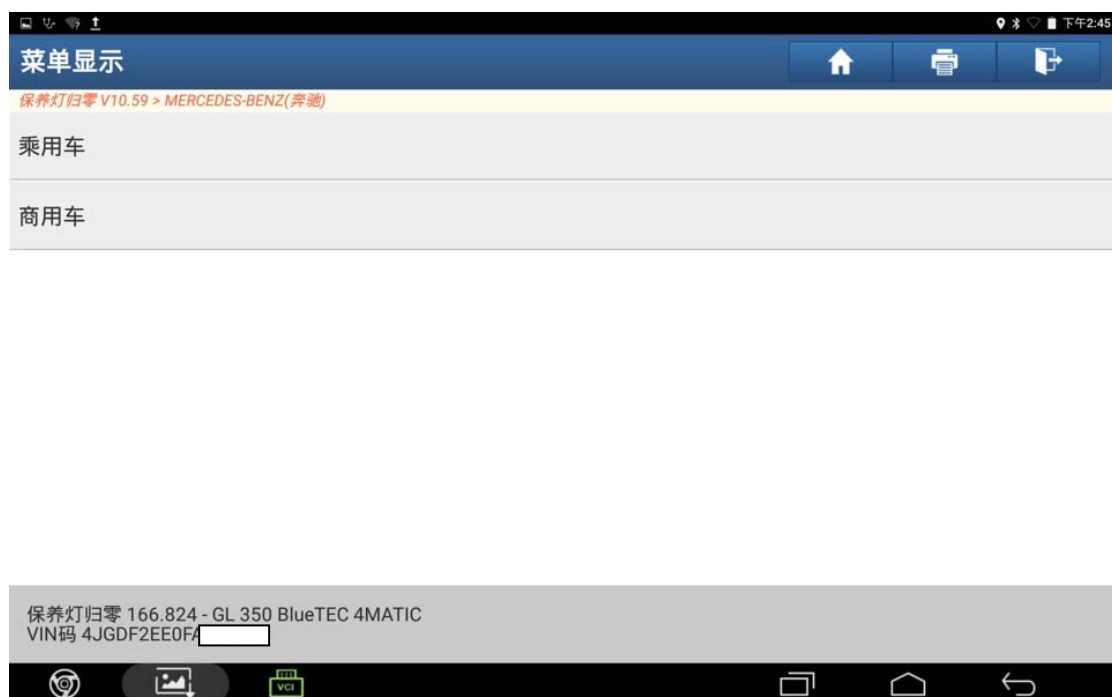 下午2:45
菜单显示
保养灯归零 V10.59 > MERCEDES-BENZ(奔驰)
乘用车
商用车
保养灯归零 166.824 - GL 350 BlueTEC 4MATIC
VIN码 4JGDF2EE0FA
VCI